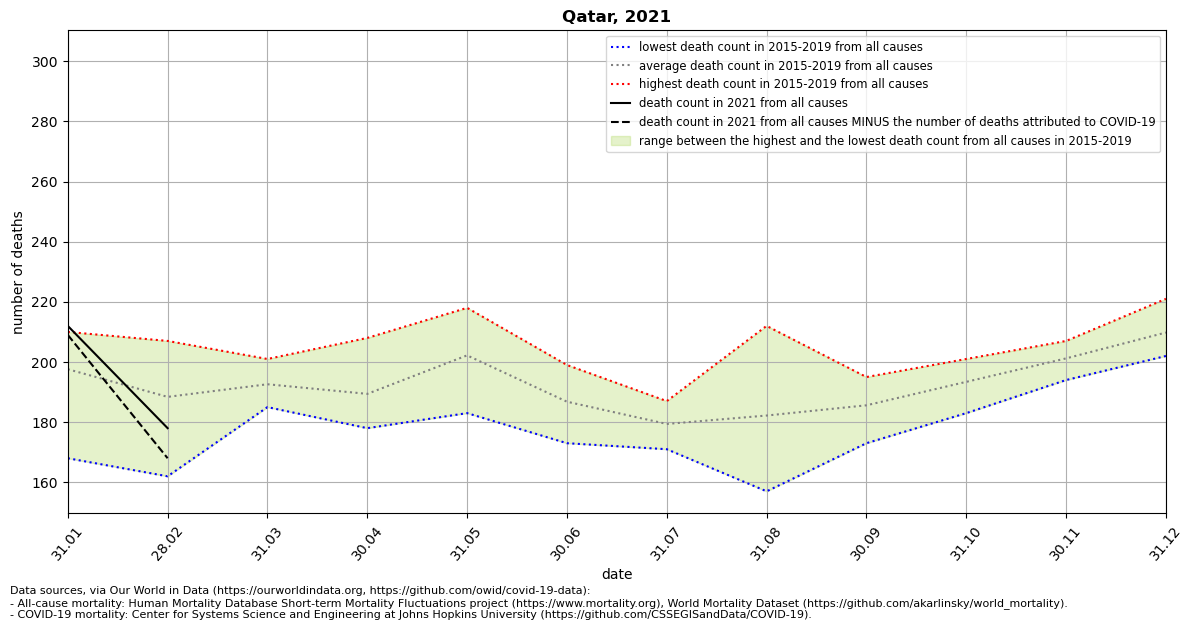 Qatar, 2021
lowest death count in 2015-2019 from all causes
average death count in 2015-2019 from all causes
highest death count in 2015-2019 from all causes
death count in 2021 from all causes
death count in 2021 from all causes MINUS the number of deaths attributed to COVID-19
range between the highest and the lowest death count from all causes in 2015-2019
number of deaths
300
280
260
240
220
200
180
160
31.01
28.02
31.03
30.04
31.05
30.06
31.07
31.08
30.09
31.10
30.11
31.12
date
Data sources, via Our World in Data (https://ourworldindata.org, https://github.com/owid/covid-19-data):
- All-cause mortality: Human Mortality Database Short-term Mortality Fluctuations project (https://www.mortality.org), World Mortality Dataset (https://github.com/akarlinsky/world_mortality).
- COVID-19 mortality: Center for Systems Science and Engineering at Johns Hopkins University (https://github.com/CSSEGISandData/COVID-19).